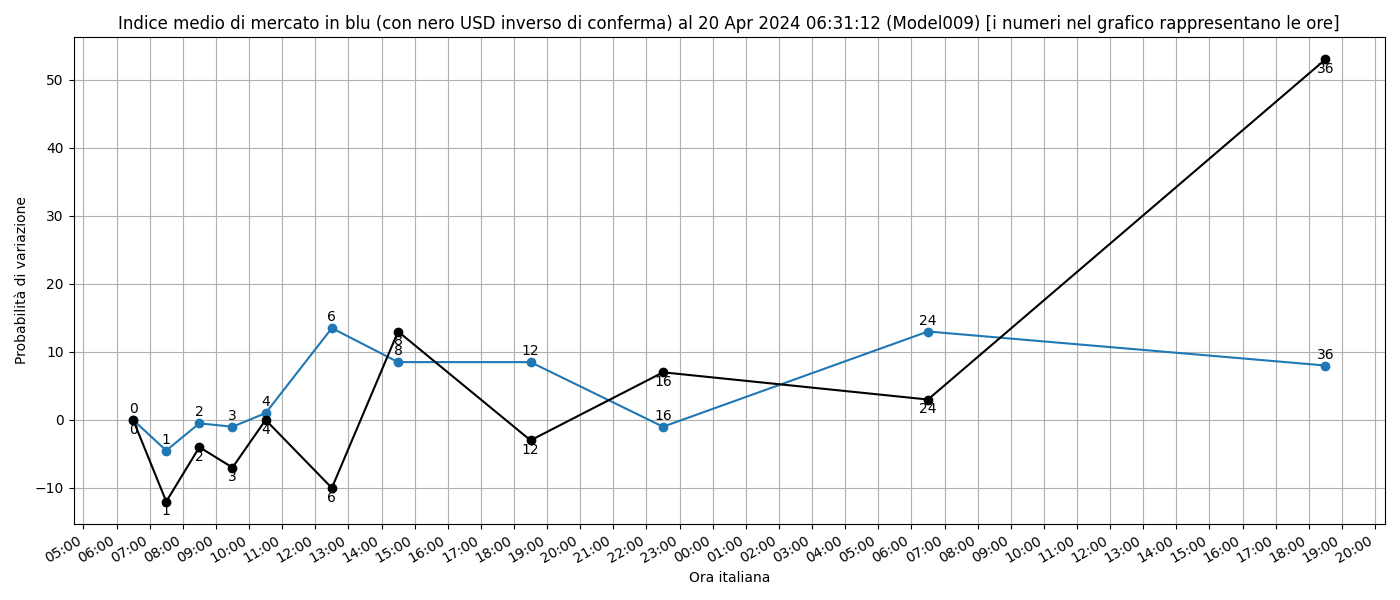 Indice medio di mercato in blu (con nero USD inverso di conferma) al 20 Apr 2024 06:31:12 (Model009) [i numeri nel grafico rappresentano le ore]
Probabilità di variazione
50
40
30
20
10
0
−10
0 1 2 3 4 6 8 12 16 24 36
0 1 2 3 4 6 8 12 16 24 36
05:00 06:00 07:00 08:00 09:00 10:00 11:00 12:00 13:00 14:00 15:00 16:00 17:00 18:00 19:00 20:00 21:00 22:00 23:00 00:00 01:00 02:00 03:00 04:00 05:00 06:00 07:00 08:00 09:00 10:00 11:00 12:00 13:00 14:00 15:00 16:00 17:00 18:00 19:00 20:00
Ora italiana